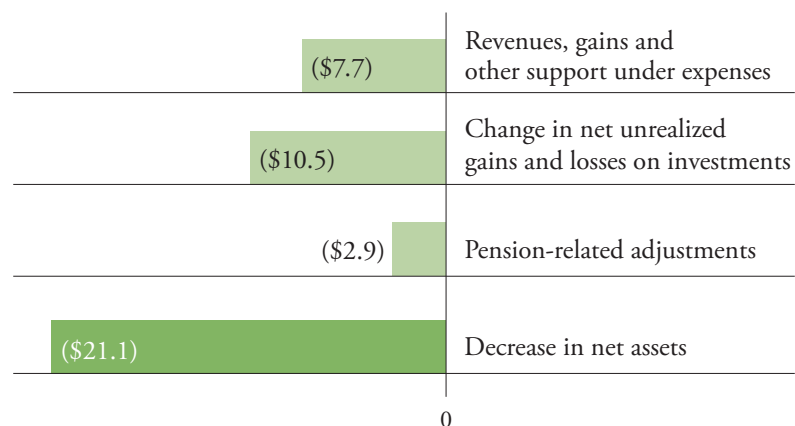 Revenues, gains and
($7.7)
other support under expenses
Change in net unrealized
($10.5)
gains and losses on investments
($2.9)
Pension-related adjustments
($21.1)
Decrease in net assets
0